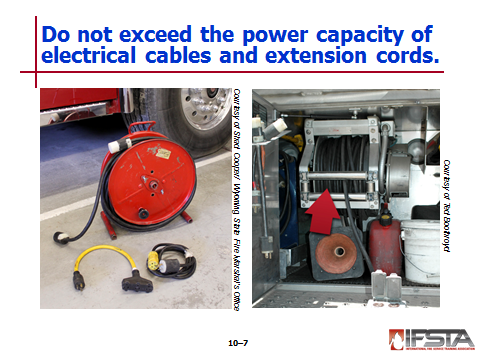 Do not exceed the power capacity of
electrical cables and extension cords.
Courtesy of Shad Cooper/ Wyoming State Fire Marshal's Office
Courtesy of Ted Boothroyd
IFSTA
INTERNATIONAL FIRE SERVICE TRAINING ASSOCIATION
10–7